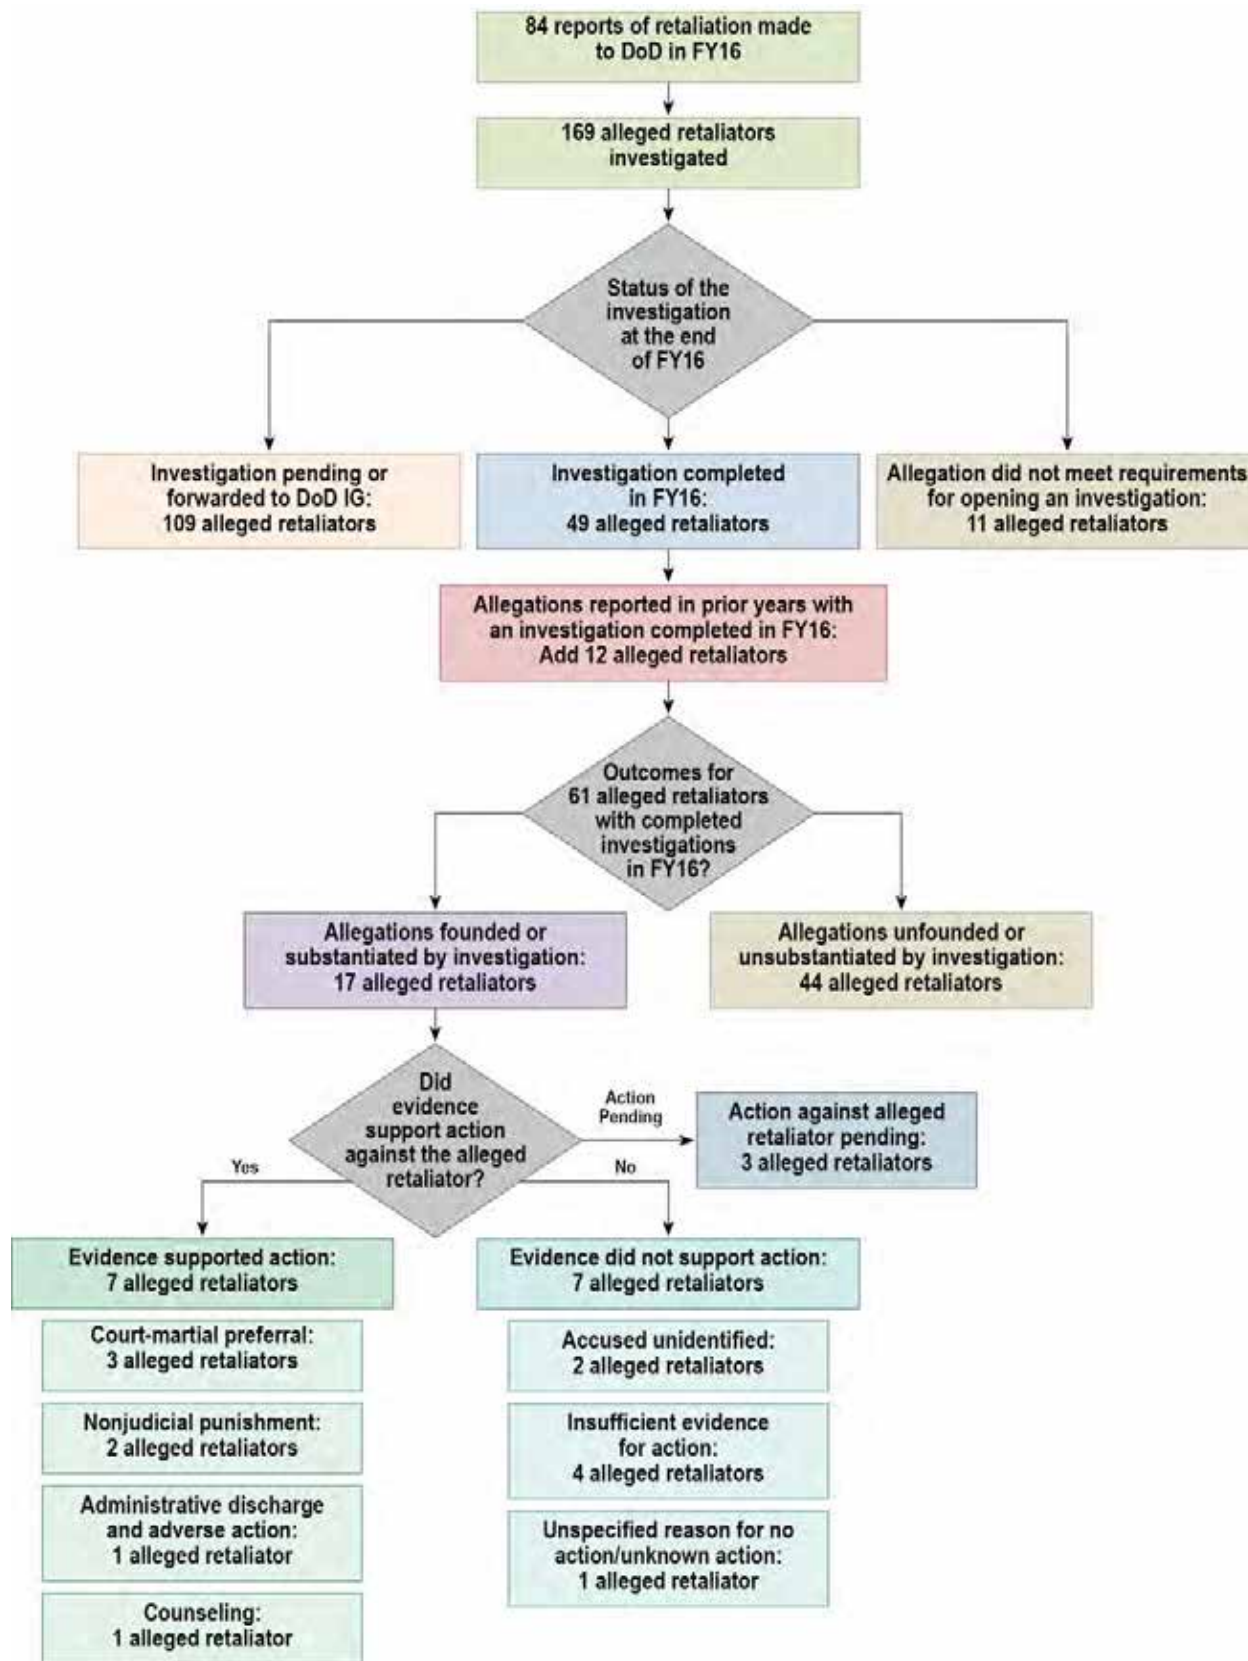 84 reports of retaliation made
to DoD in FY16
169 alleged retaliators
investigated
Status of the
investigation
at the end
of FY16
Investigation pending or
forwarded to DoD IG:
109 alleged retaliators
Investigation completed
in FY16:
49 alleged retaliators
Allegation did not meet requirements
for opening an investigation:
11 alleged retaliators
Allegations reported in prior years with
an investigation completed in FY16:
Add 12 alleged retaliators
Outcomes for
61 alleged retaliators
with completed
investigations
in FY16?
Allegations founded or
substantiated by investigation:
17 alleged retaliators
Allegations unfounded or
unsubstantiated by investigation:
44 alleged retaliators
Did
evidence
support action
against the alleged
retaliator?
Action
Pending
Action against alleged
retaliator pending:
3 alleged retaliators
Yes
No
Evidence supported action:
7 alleged retaliators
Court-martial preferral:
3 alleged retaliators
Nonjudicial punishment:
2 alleged retaliators
Administrative discharge
and adverse action:
1 alleged retaliator
Counseling:
1 alleged retaliator
Evidence did not support action:
7 alleged retaliators
Accused unidentified:
2 alleged retaliators
Insufficient evidence
for action:
4 alleged retaliators
Unspecified reason for no
action/unknown action:
1 alleged retaliator